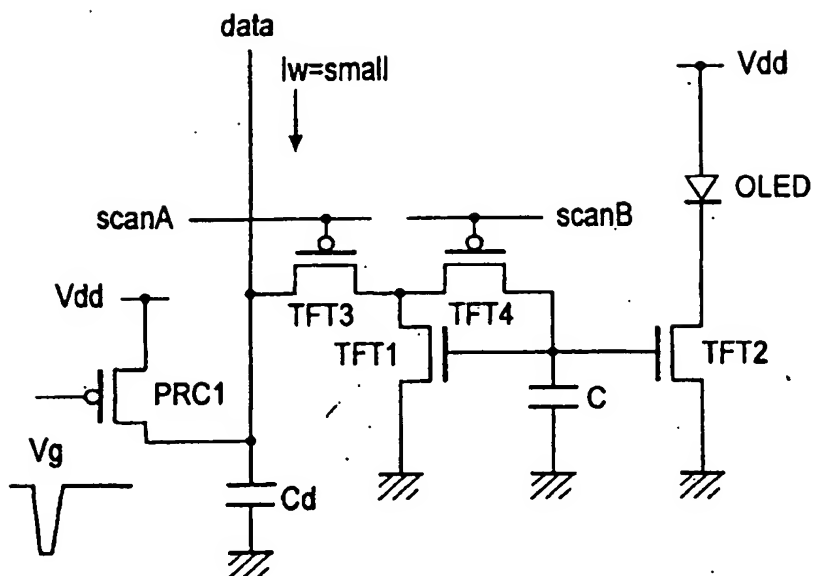 data
Iw=small
Vdd
OLED
scanA
scanB
Vdd
TFT3
TFT4
TFT1
TFT2
PRC1
C
Vg
Cd